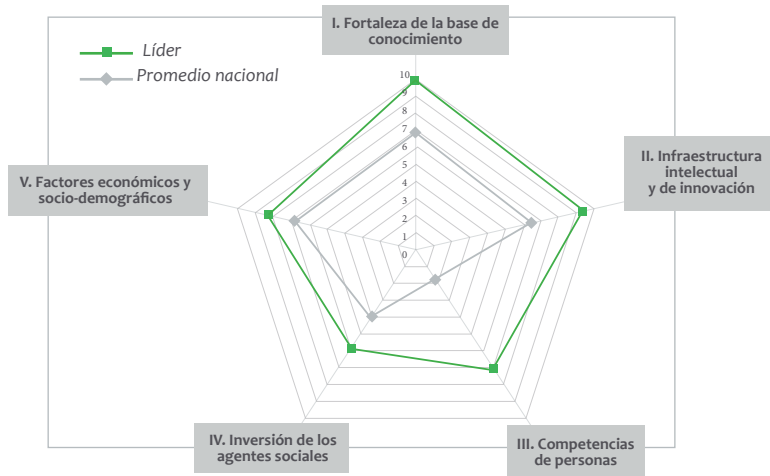 I. Fortaleza de la base de
conocimiento
Líder
Promedio nacional
10
9
8
7
6
5
4
3
2
1
0
II. Infraestructura
intelectual
y de innovación
V. Factores económicos y
socio-demográficos
IV. Inversión de los
agentes sociales
III. Competencias
de personas